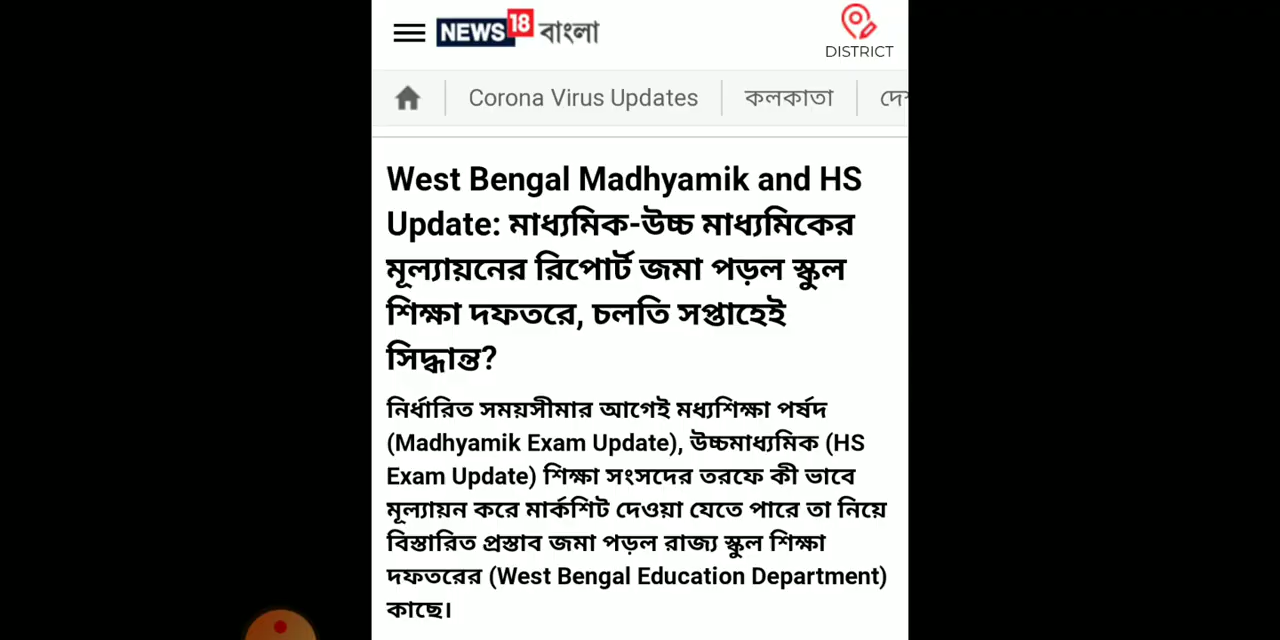 NEWS 18 বাংলা
DISTRICT
Corona Virus Updates কলকাতা
West Bengal Madhyamik and HS
Update: মাধ্যমিক-উচ্চ মাধ্যমিকের
মূল্যায়নের রিপোর্ট জমা পড়ল স্কুল
শিক্ষা দফতরে, চলতি সপ্তাহেই
সিদ্ধান্ত?
নির্ধারিত সময়সীমার আগেই মধ্যশিক্ষা পর্ষদ
(Madhyamik Exam Update), উচ্চমাধ্যমিক (HS
Exam Update) শিক্ষা সংসদের তরফে কী ভাবে
মূল্যায়ন করে মার্কশিট দেওয়া যেতে পারে তা নিয়ে
বিস্তারিত প্রস্তাব জমা পড়ল রাজ্য স্কুল শিক্ষা
দফতরের (West Bengal Education Department)
কাছে।